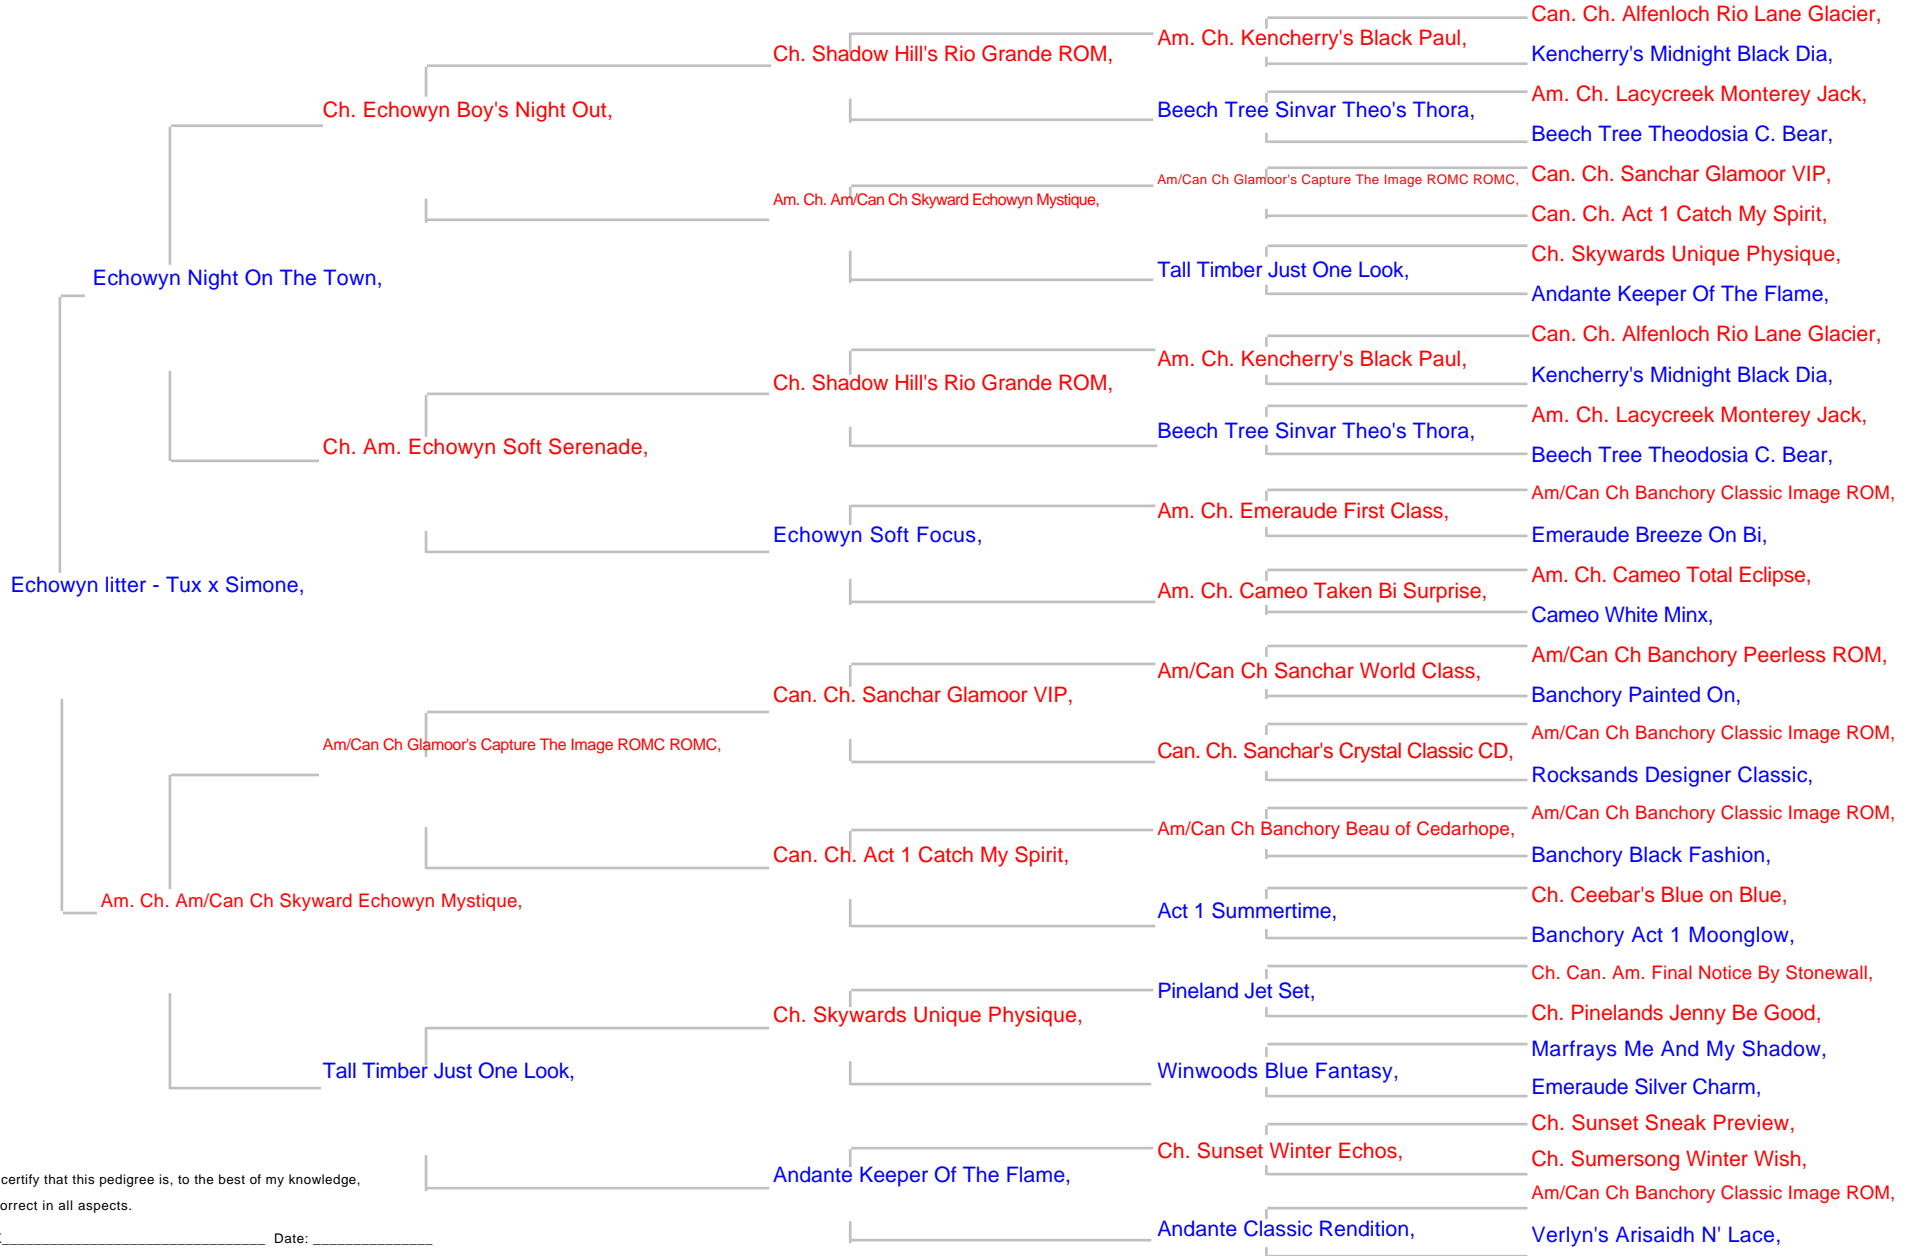 Can. Ch. Alfenloch Rio Lane Glacier,
Am. Ch. Kencherry's Black Paul,
Ch. Shadow Hill's Rio Grande ROM,
Kencherry's Midnight Black Dia,
Am. Ch. Lacycreek Monterey Jack,
Ch. Echowyn Boy's Night Out,
Beech Tree Sinvar Theo's Thora,
Beech Tree Theodosia C. Bear,
Can. Ch. Sanchar Glamoor VIP,
Am/Can Ch Glamoor's Capture The Image ROMC ROMC,
Am. Ch. Am/Can Ch Skyward Echowyn Mystique,
Can. Ch. Act 1 Catch My Spirit,
Ch. Skywards Unique Physique,
Tall Timber Just One Look,
Echowyn Night On The Town,
Andante Keeper Of The Flame,
Can. Ch. Alfenloch Rio Lane Glacier,
Am. Ch. Kencherry's Black Paul,
Ch. Shadow Hill's Rio Grande ROM,
Kencherry's Midnight Black Dia,
Am. Ch. Lacycreek Monterey Jack,
Beech Tree Sinvar Theo's Thora,
Ch. Am. Echowyn Soft Serenade,
Beech Tree Theodosia C. Bear,
Am/Can Ch Banchory Classic Image ROM,
Am. Ch. Emeraude First Class,
Echowyn Soft Focus,
Emeraude Breeze On Bi,
Am. Ch. Cameo Total Eclipse,
Echowyn litter - Tux x Simone,
Am. Ch. Cameo Taken Bi Surprise,
Cameo White Minx,
Am/Can Ch Banchory Peerless ROM,
Am/Can Ch Sanchar World Class,
Can. Ch. Sanchar Glamoor VIP,
Banchory Painted On,
Am/Can Ch Banchory Classic Image ROM,
Am/Can Ch Glamoor's Capture The Image ROMC ROMC,
Can. Ch. Sanchar's Crystal Classic CD,
Rocksands Designer Classic,
Am/Can Ch Banchory Classic Image ROM,
Am/Can Ch Banchory Beau of Cedarhope,
Can. Ch. Act 1 Catch My Spirit,
Banchory Black Fashion,
Ch. Ceebar's Blue on Blue,
Am. Ch. Am/Can Ch Skyward Echowyn Mystique,
Act 1 Summertime,
Banchory Act 1 Moonglow,
Ch. Can. Am. Final Notice By Stonewall,
Pineland Jet Set,
Ch. Skywards Unique Physique,
Ch. Pinelands Jenny Be Good,
Marfrays Me And My Shadow,
Tall Timber Just One Look,
Winwoods Blue Fantasy,
Emeraude Silver Charm,
Ch. Sunset Sneak Preview,
Ch. Sunset Winter Echos,
Ch. Sumersong Winter Wish,
Andante Keeper Of The Flame,
Am/Can Ch Banchory Classic Image ROM,
Andante Classic Rendition,
Verlyn's Arisaidh N' Lace,
certify that this pedigree is, to the best of my knowledge,
orrect in all aspects.
Date: